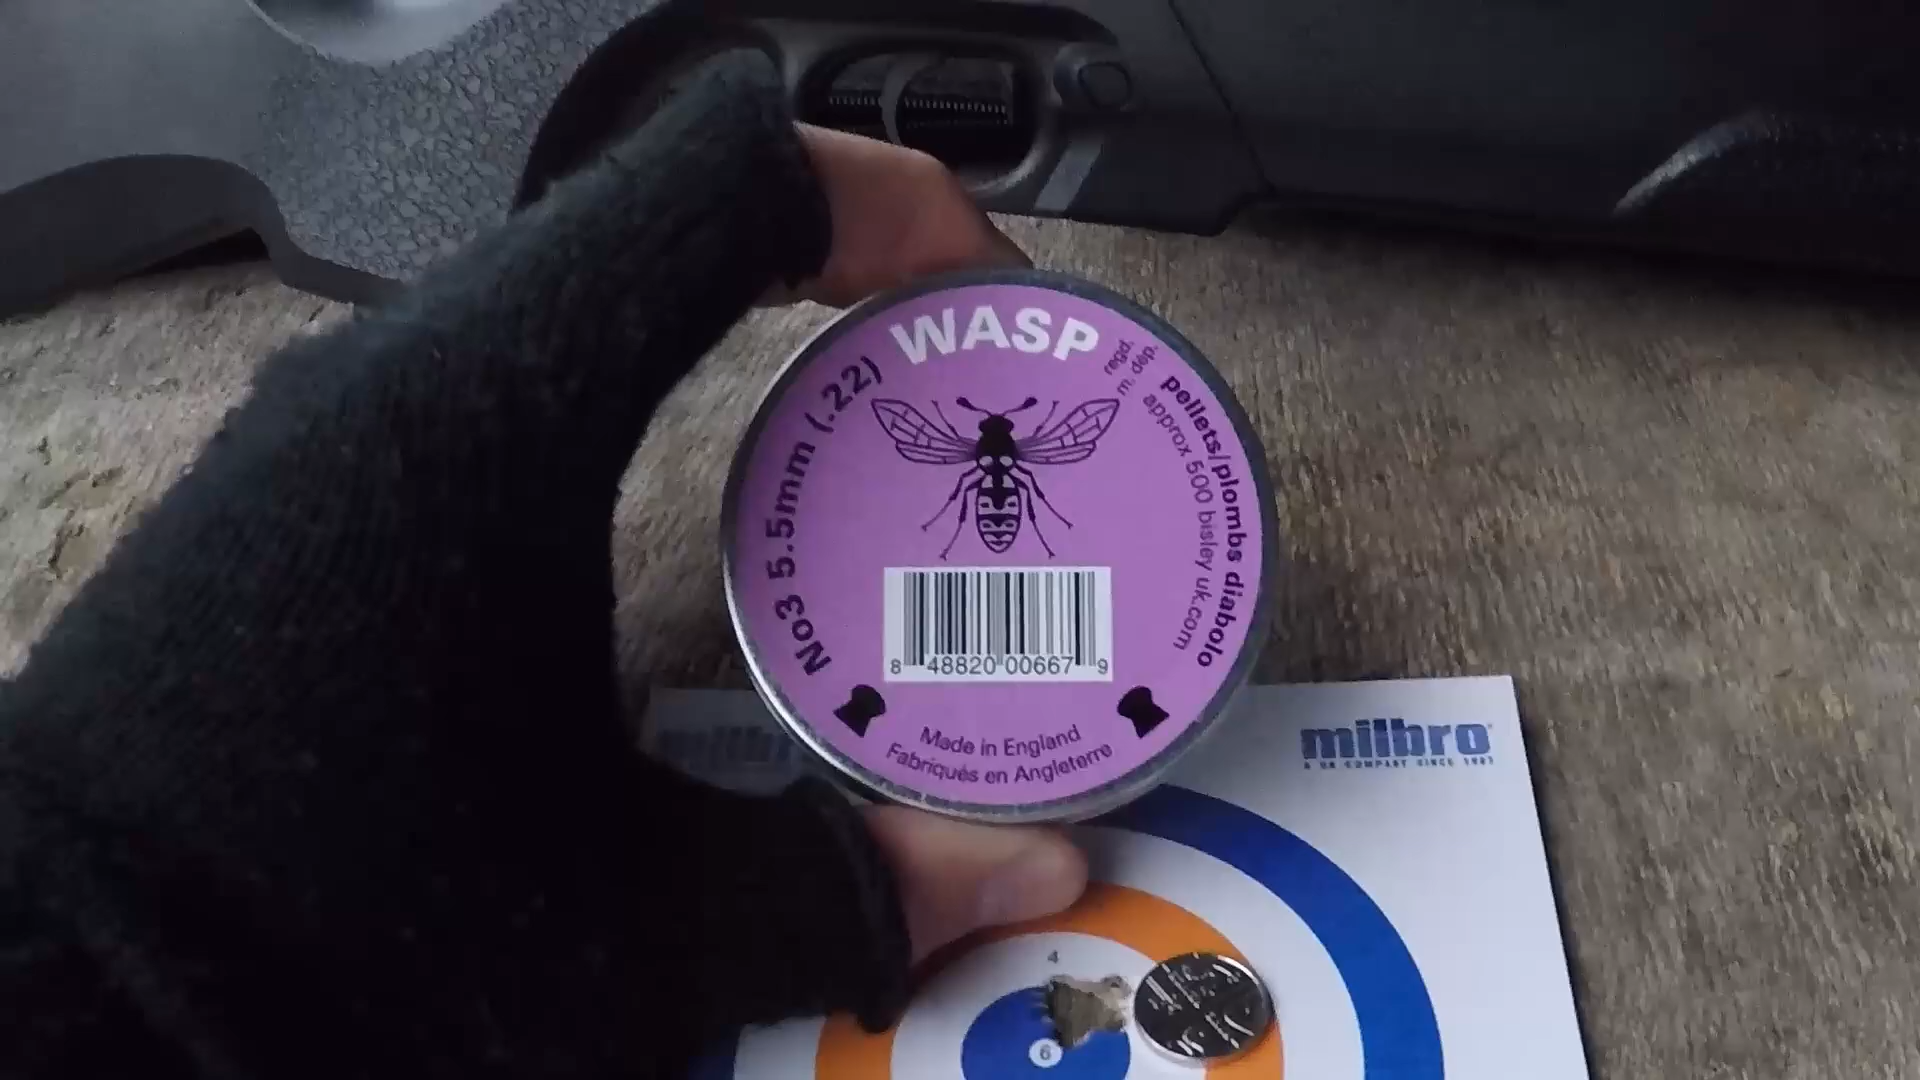 WASP
regd.
m. dép.
No3 5.5mm (.22)
pellets/plombs diabolo
approx 500 bisley uk.com
8 48820 00667 9
Made in England
Fabriqués en Angleterre
milbro
milbro
A UK COMPANY SINCE 1887
4
6